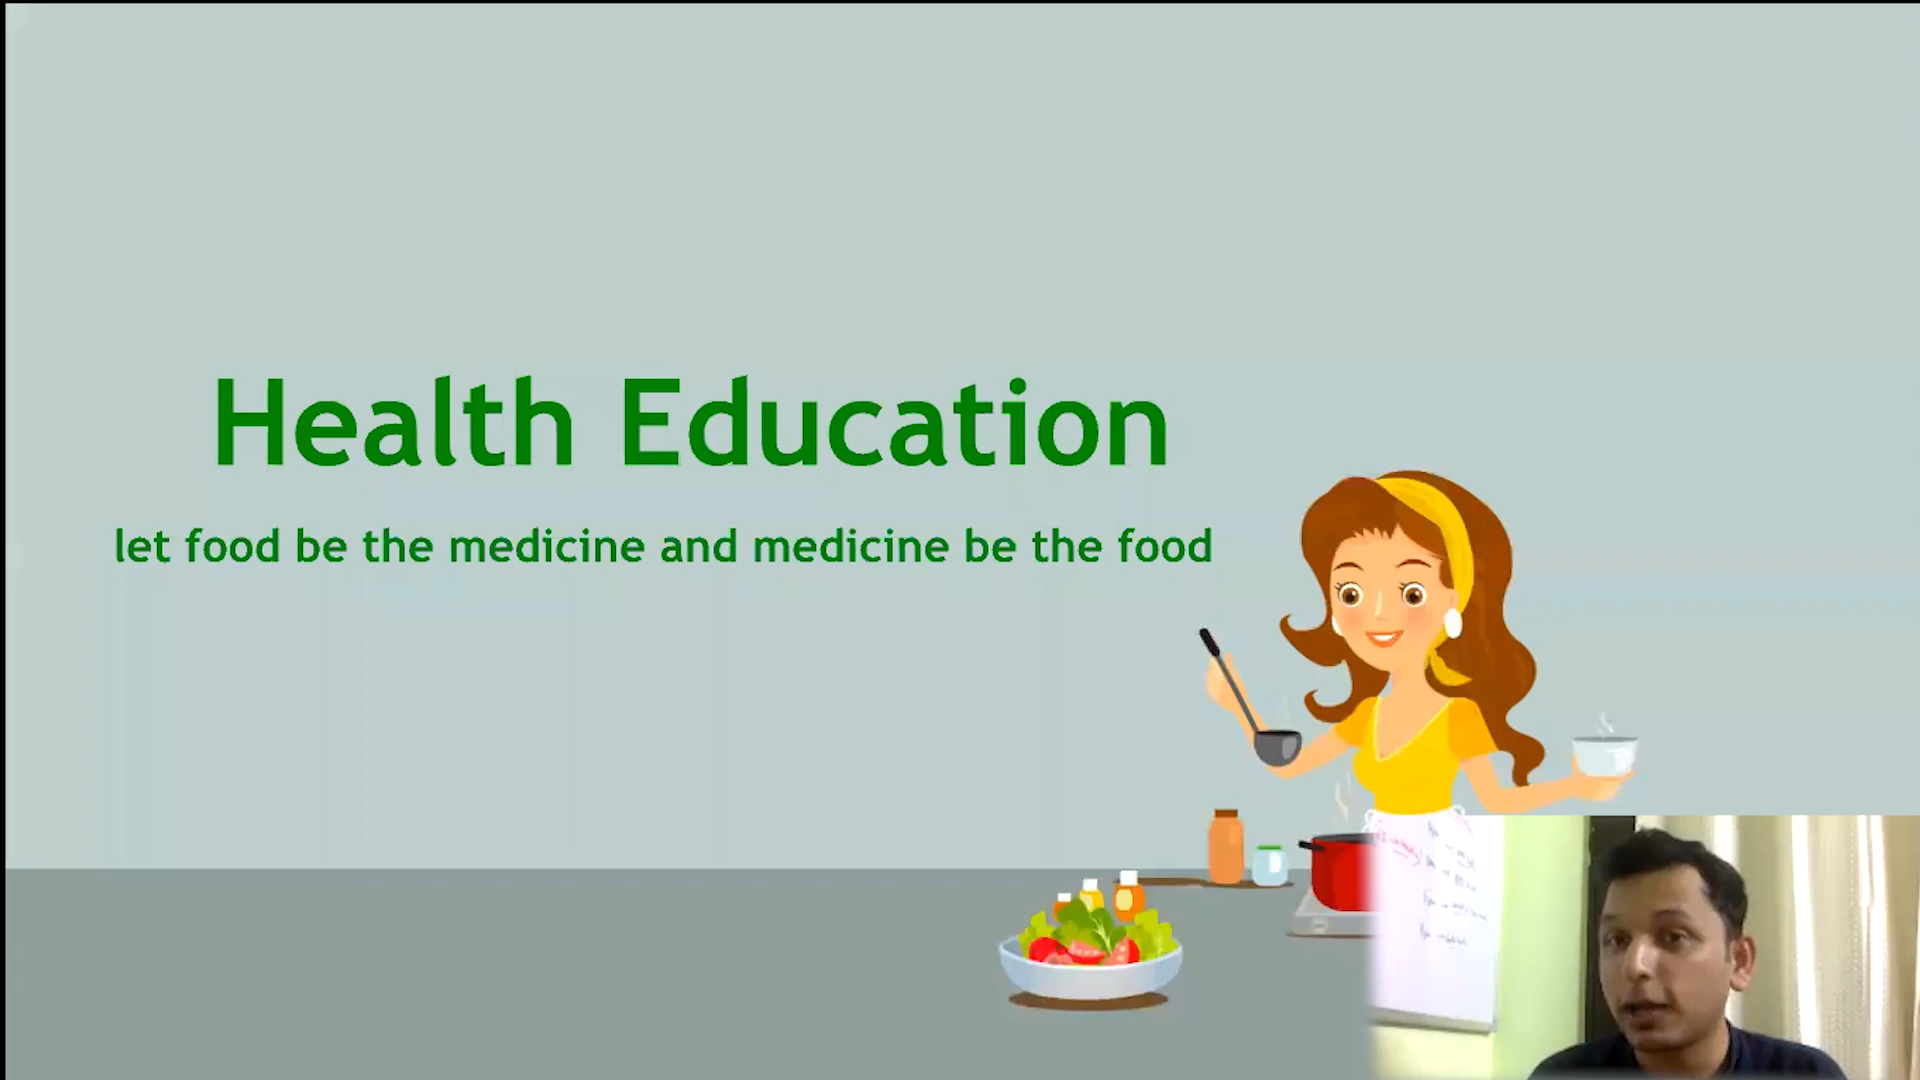 Health Education
let food be the medicine and medicine be the food